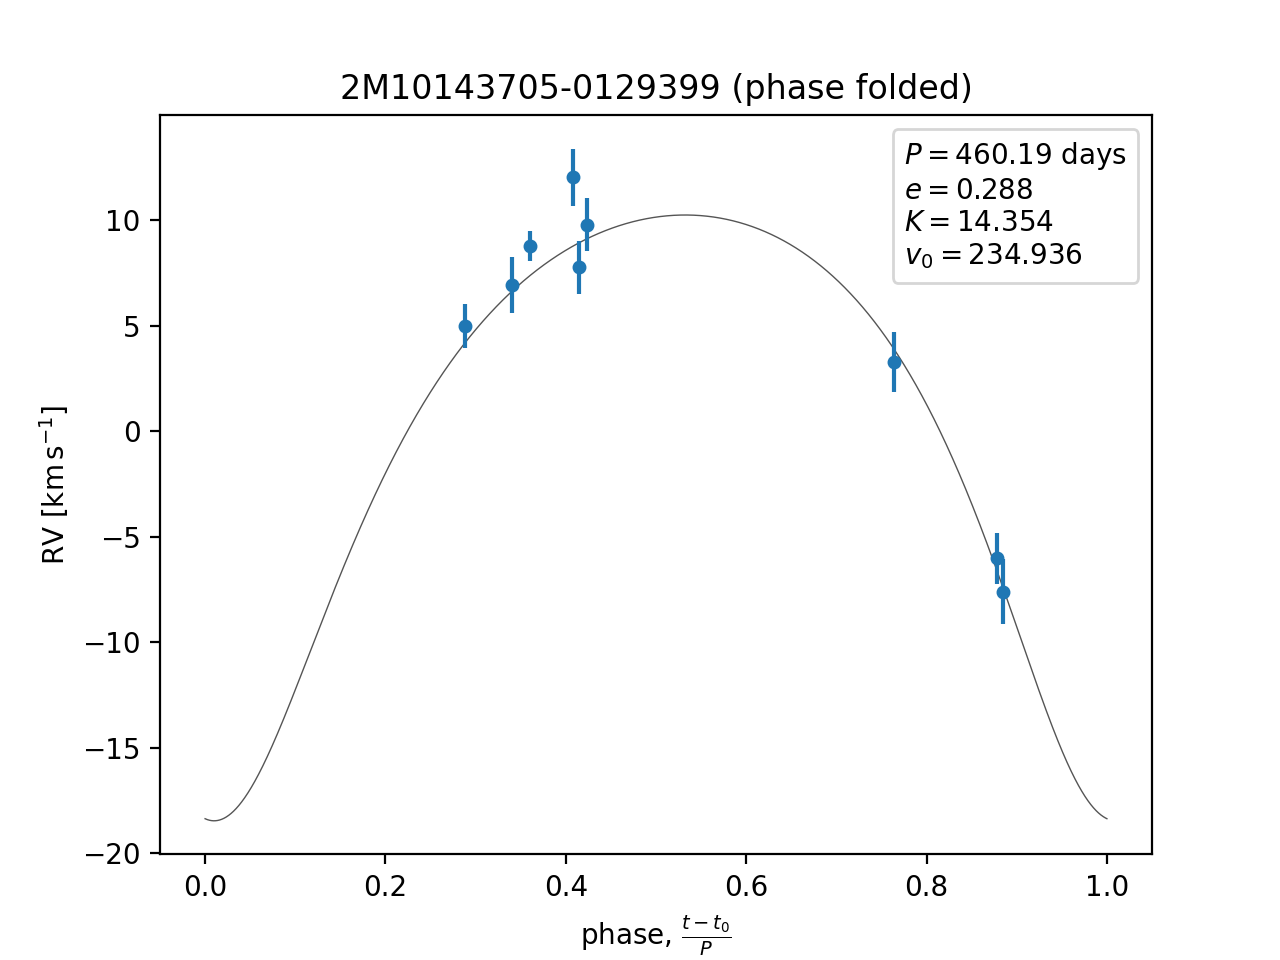 2M10143705-0129399 (phase folded)
P = 460.19 days
e = 0.288
K = 14.354
v₀ = 234.936
RV [km s⁻¹]
10
5
0
−5
−10
−15
−20
0.0 0.2 0.4 0.6 0.8 1.0
phase, (t − t₀)/P